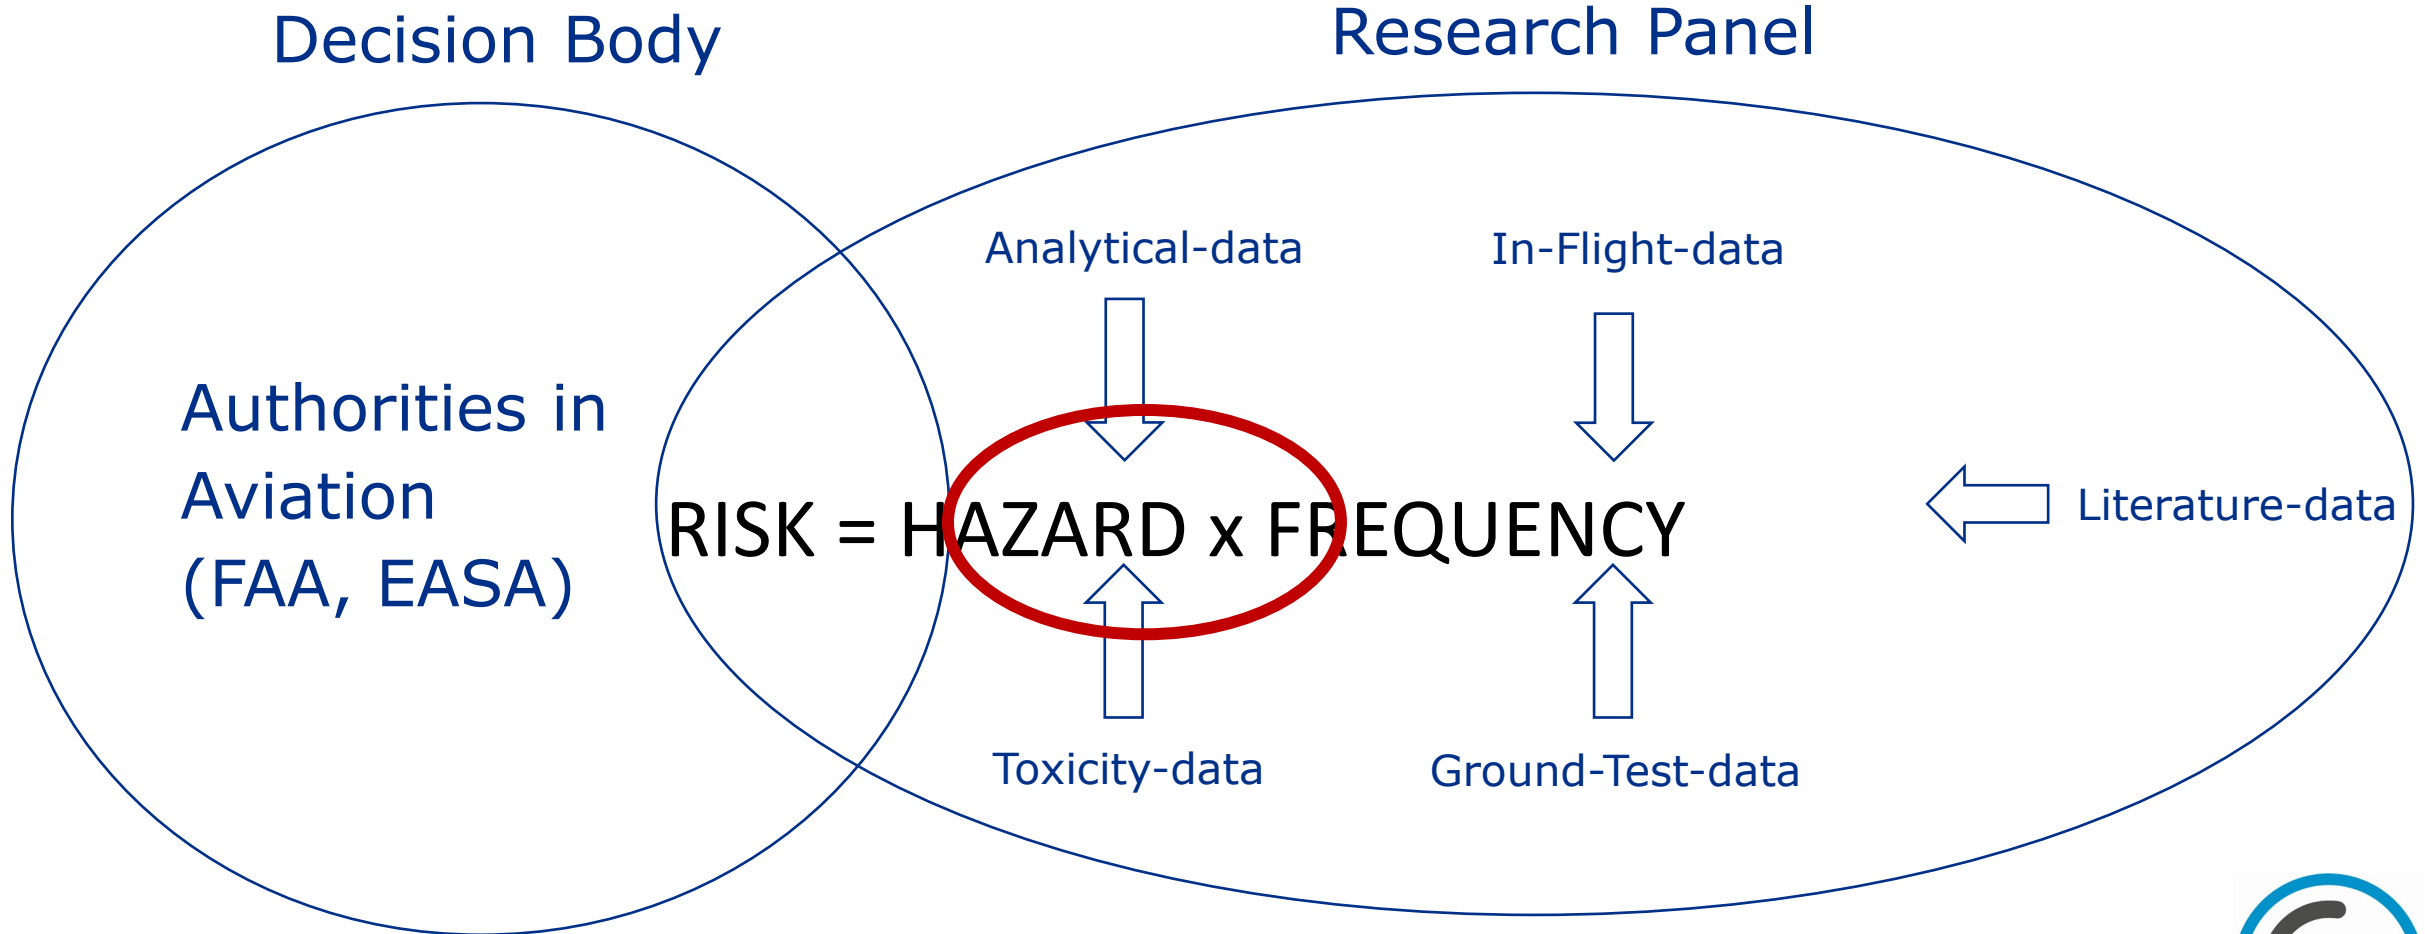 Decision Body
Research Panel
Analytical-data
In-Flight-data
Authorities in
Aviation
(FAA, EASA)
RISK = HAZARD x FREQUENCY
Literature-data
Toxicity-data
Ground-Test-data